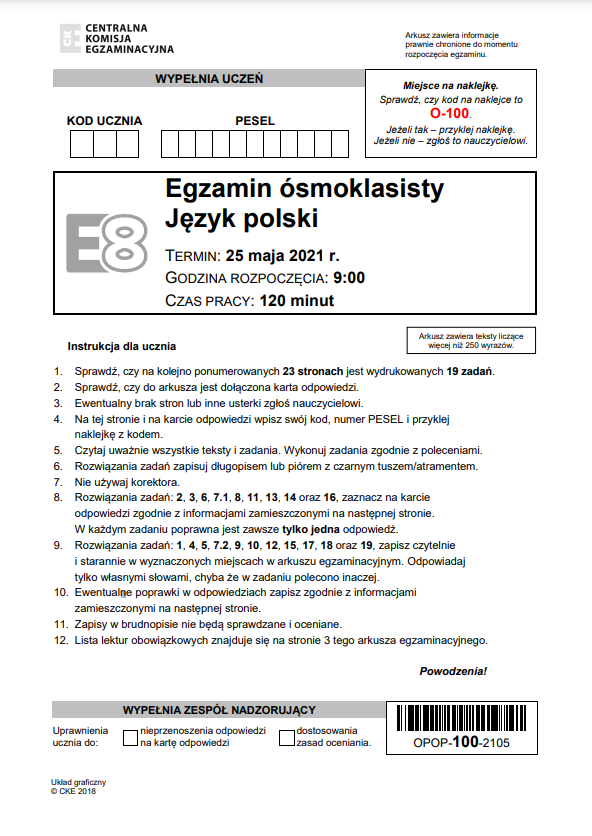 CENTRALNA
KOMISJA
EGZAMINACYJNA
Arkusz zawiera informacje
prawnie chronione do momentu
rozpoczęcia egzaminu.
WYPEŁNIA UCZEŃ
KOD UCZNIA
PESEL
Miejsce na naklejkę.
Sprawdź, czy kod na naklejce to
O-100.
Jeżeli tak – przyklej naklejkę.
Jeżeli nie – zgłoś to nauczycielowi.
E8
Egzamin ósmoklasisty
Język polski
TERMIN: 25 maja 2021 r.
GODZINA ROZPOCZĘCIA: 9:00
CZAS PRACY: 120 minut
Instrukcja dla ucznia
Arkusz zawiera teksty liczące
więcej niż 250 wyrazów.
1. Sprawdź, czy na kolejno ponumerowanych 23 stronach jest wydrukowanych 19 zadań.
2. Sprawdź, czy do arkusza jest dołączona karta odpowiedzi.
3. Ewentualny brak stron lub inne usterki zgłoś nauczycielowi.
4. Na tej stronie i na karcie odpowiedzi wpisz swój kod, numer PESEL i przyklej
naklejkę z kodem.
5. Czytaj uważnie wszystkie teksty i zadania. Wykonuj zadania zgodnie z poleceniami.
6. Rozwiązania zadań zapisuj długopisem lub piórem z czarnym tuszem/atramentem.
7. Nie używaj korektora.
8. Rozwiązania zadań: 2, 3, 6, 7.1, 8, 11, 13, 14 oraz 16, zaznacz na karcie
odpowiedzi zgodnie z informacjami zamieszczonymi na następnej stronie.
W każdym zadaniu poprawna jest zawsze tylko jedna odpowiedź.
9. Rozwiązania zadań: 1, 4, 5, 7.2, 9, 10, 12, 15, 17, 18 oraz 19, zapisz czytelnie
i starannie w wyznaczonych miejscach w arkuszu egzaminacyjnym. Odpowiadaj
tylko własnymi słowami, chyba że w zadaniu polecono inaczej.
10. Ewentualne poprawki w odpowiedziach zapisz zgodnie z informacjami
zamieszczonymi na następnej stronie.
11. Zapisy w brudnopisie nie będą sprawdzane i oceniane.
12. Lista lektur obowiązkowych znajduje się na stronie 3 tego arkusza egzaminacyjnego.
Powodzenia!
WYPEŁNIA ZESPÓŁ NADZORUJĄCY
Uprawnienia
ucznia do:
nieprzenoszenia odpowiedzi
na kartę odpowiedzi
dostosowania
zasad oceniania.
OPOP-100-2105
Układ graficzny
© CKE 2018